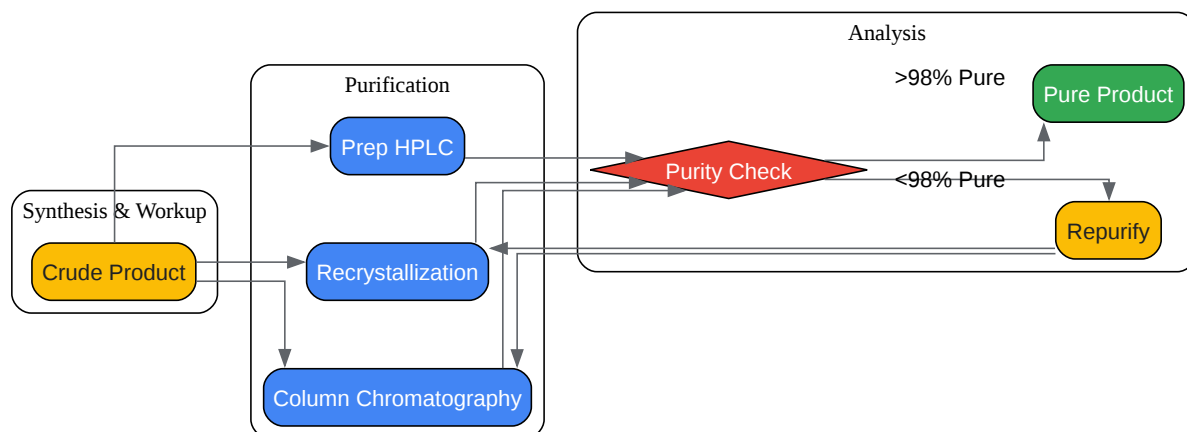 Analysis
>98% Pure
Pure Product
Purification
Prep HPLC
Purity Check
<98% Pure
Synthesis & Workup
Repurify
Crude Product
Recrystallization
Column Chromatography